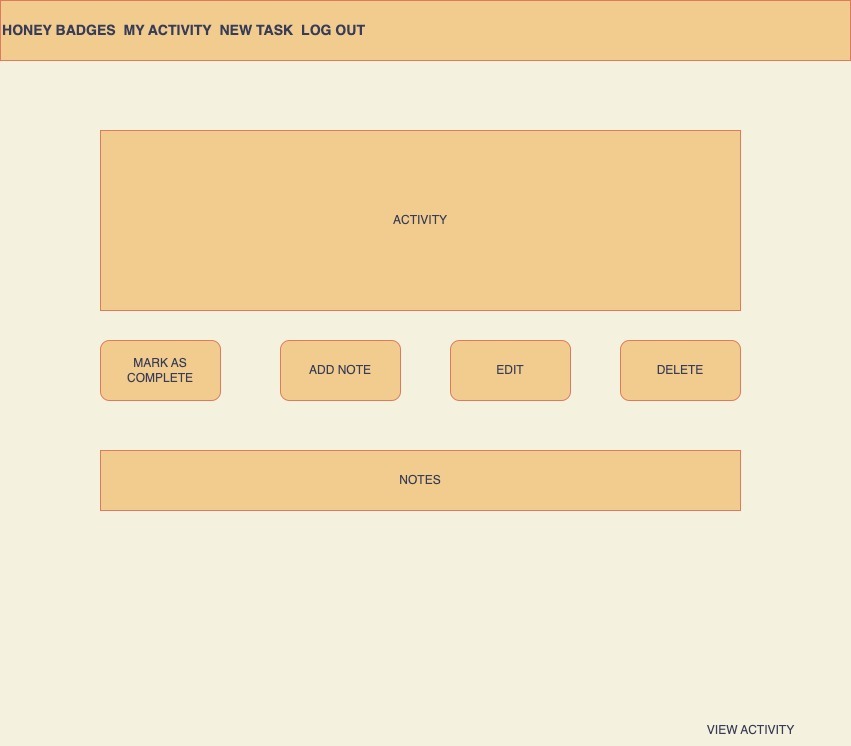 HONEY BADGES MY ACTIVITY NEW TASK LOG OUT
ACTIVITY
MARK AS
COMPLETE
ADD NOTE
EDIT
DELETE
NOTES
VIEW ACTIVITY